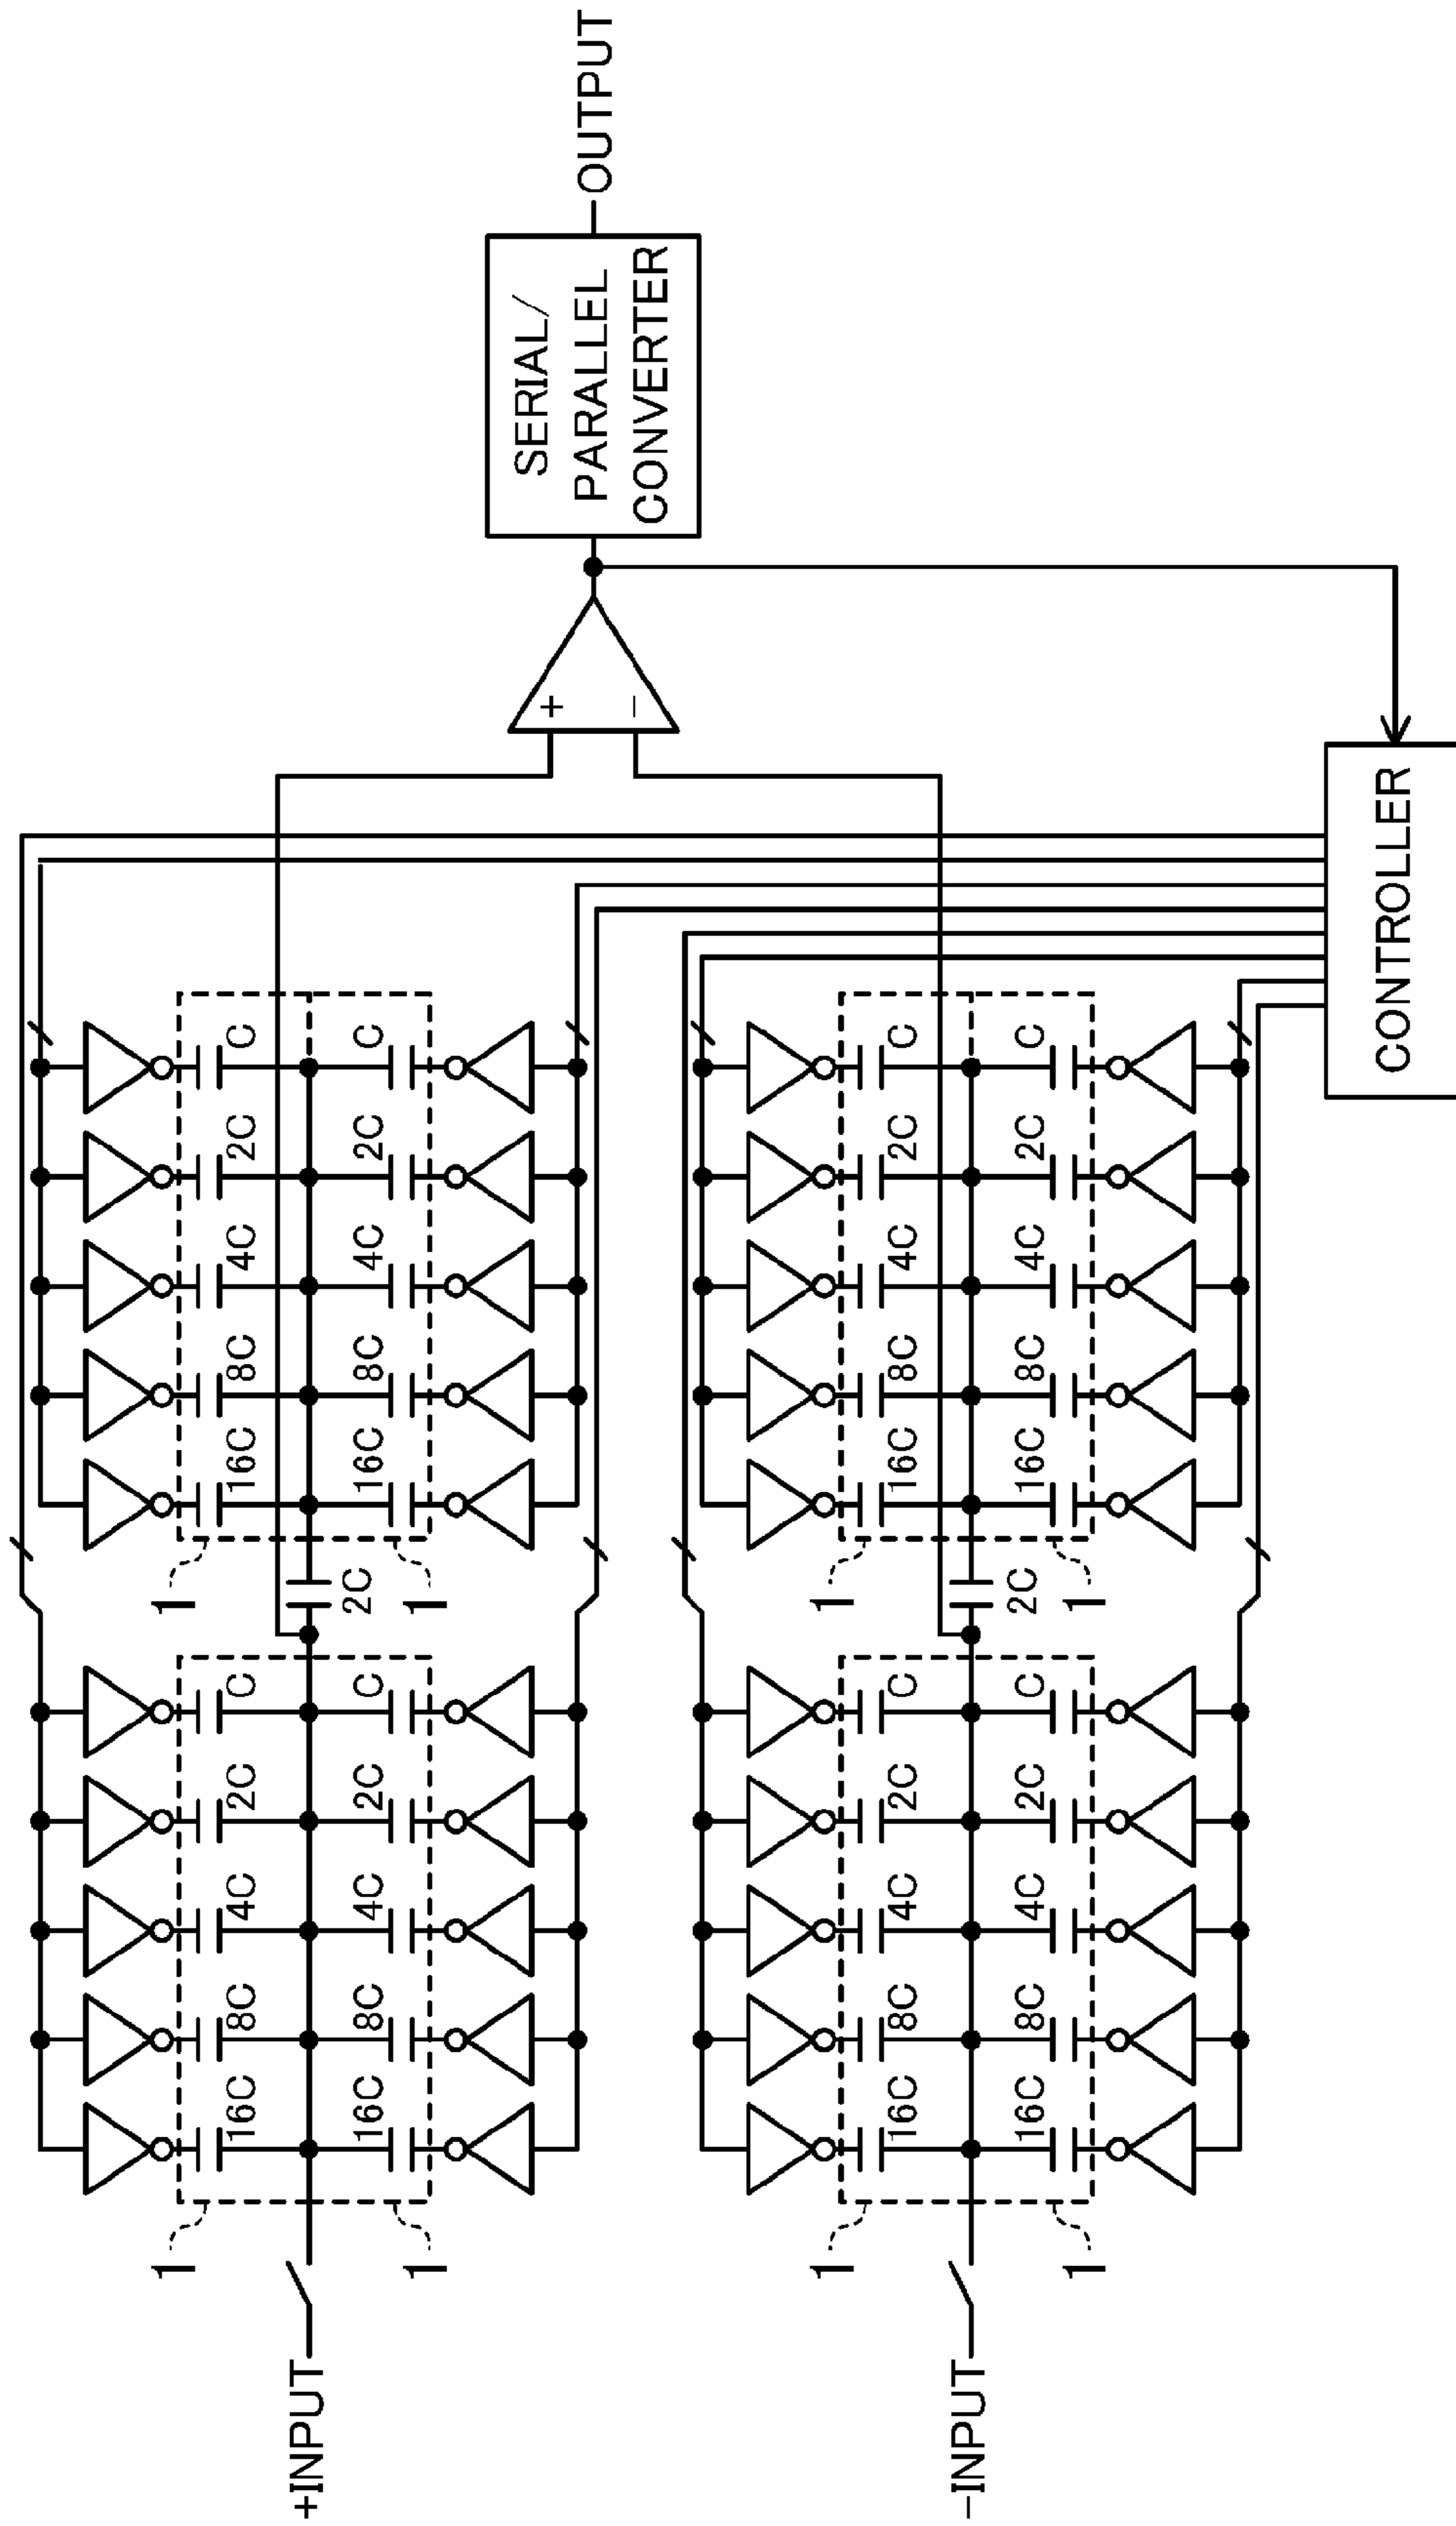 1 1
16C 8C 4C 2C C 16C 8C 4C 2C C
+INPUT
2C
16C 8C 4C 2C C 16C 8C 4C 2C C
1 1
+
−
SERIAL/
PARALLEL
CONVERTER
OUTPUT
1 1
16C 8C 4C 2C C 16C 8C 4C 2C C
−INPUT
2C
16C 8C 4C 2C C 16C 8C 4C 2C C
1 1
CONTROLLER